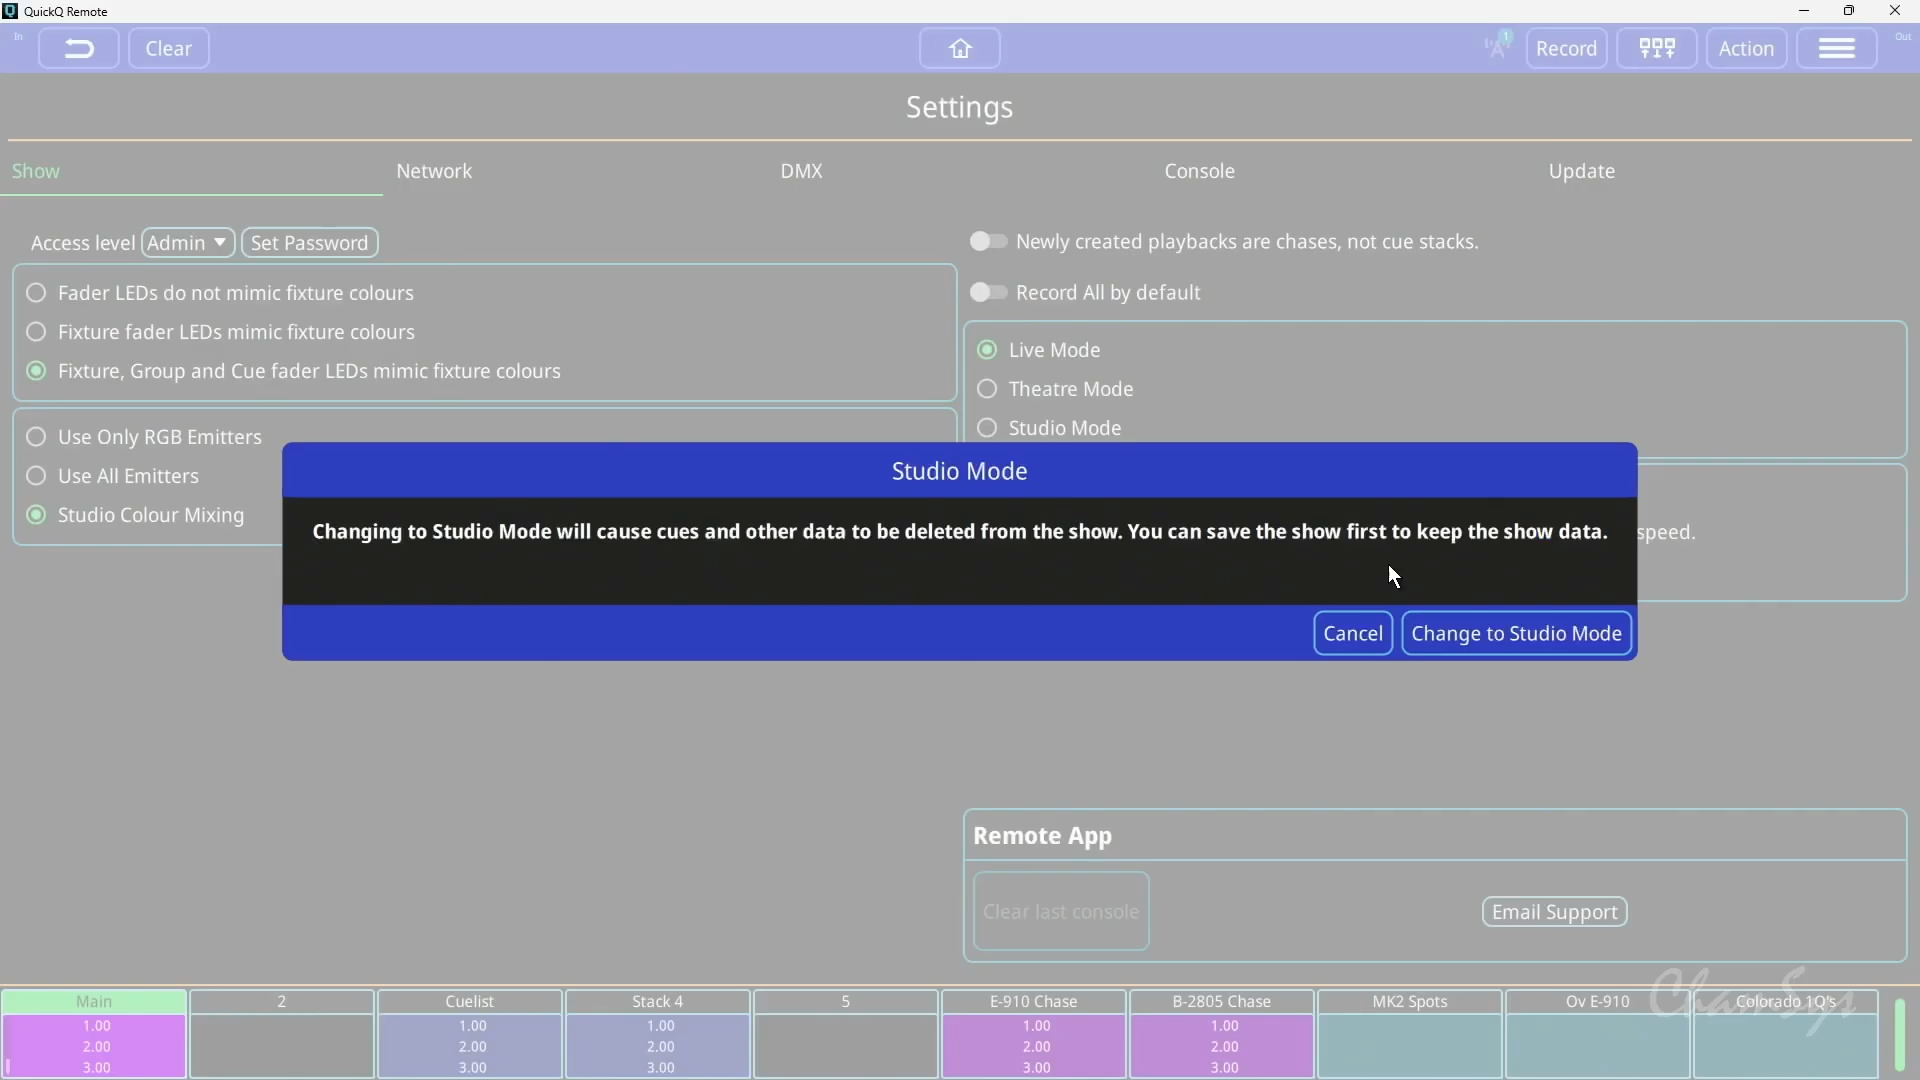 QuickQ Remote
In
Clear
1
Record
Action
Out
Settings
Show
Network
DMX
Console
Update
Access level
Admin
Set Password
Fader LEDs do not mimic fixture colours
Fixture fader LEDs mimic fixture colours
Fixture, Group and Cue fader LEDs mimic fixture colours
Use Only RGB Emitters
Use All Emitters
Studio Colour Mixing
Newly created playbacks are chases, not cue stacks.
Record All by default
Live Mode
Theatre Mode
Studio Mode
speed.
Studio Mode
Changing to Studio Mode will cause cues and other data to be deleted from the show. You can save the show first to keep the show data.
Cancel
Change to Studio Mode
Remote App
Clear last console
Email Support
Main
1.00
2.00
3.00
2
Cuelist
1.00
2.00
3.00
Stack 4
1.00
2.00
3.00
5
E-910 Chase
1.00
2.00
3.00
B-2805 Chase
1.00
2.00
3.00
MK2 Spots
Ov E-910
Colorado 1Q's
ChamSys